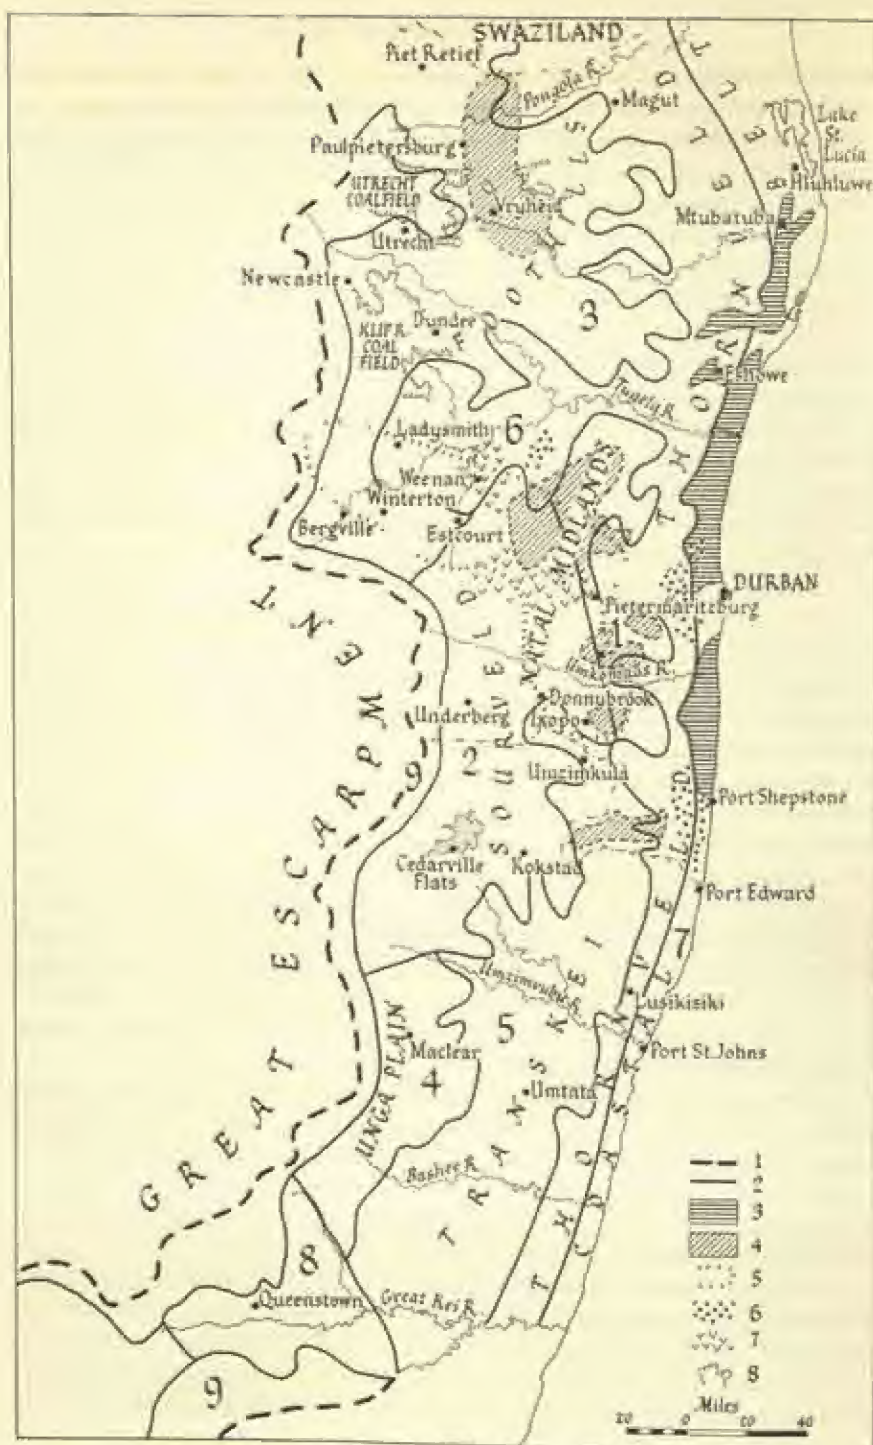 SWAZILAND
Piet Retief
Pongola R.
Magut
Lake
St.
Lucia
Paulpietersburg
Hluhluwe
UTRECHT
COALFIELD
Vryheid
Mtubatuba
Utrecht
Newcastle
Dundee
KLIP R.
COAL
FIELD
FOOTHILLS
3
Eshowe
Tugela R.
Ladysmith
6
Weenan
Winterton
Bergville
Estcourt
NATAL MIDLANDS
DURBAN
Pietermaritzburg
1
Umkomaas R.
Donnybrook
Underberg
Ixopo
2
9
Umzimkulu
SOURVELD
Port Shepstone
Cedarville
Flats
Kokstad
Port Edward
7
GREAT ESCARPMENT
Umzimvubu R.
Lusikisiki
5
Port St. Johns
UNGA PLAIN
Maclear
4
Umtata
TRANSKEI
Bashee R.
THORNVELD
COASTAL
8
Queenstown
Great Kei R.
9
1
2
3
4
5
6
7
8
Miles
20 0 20 40